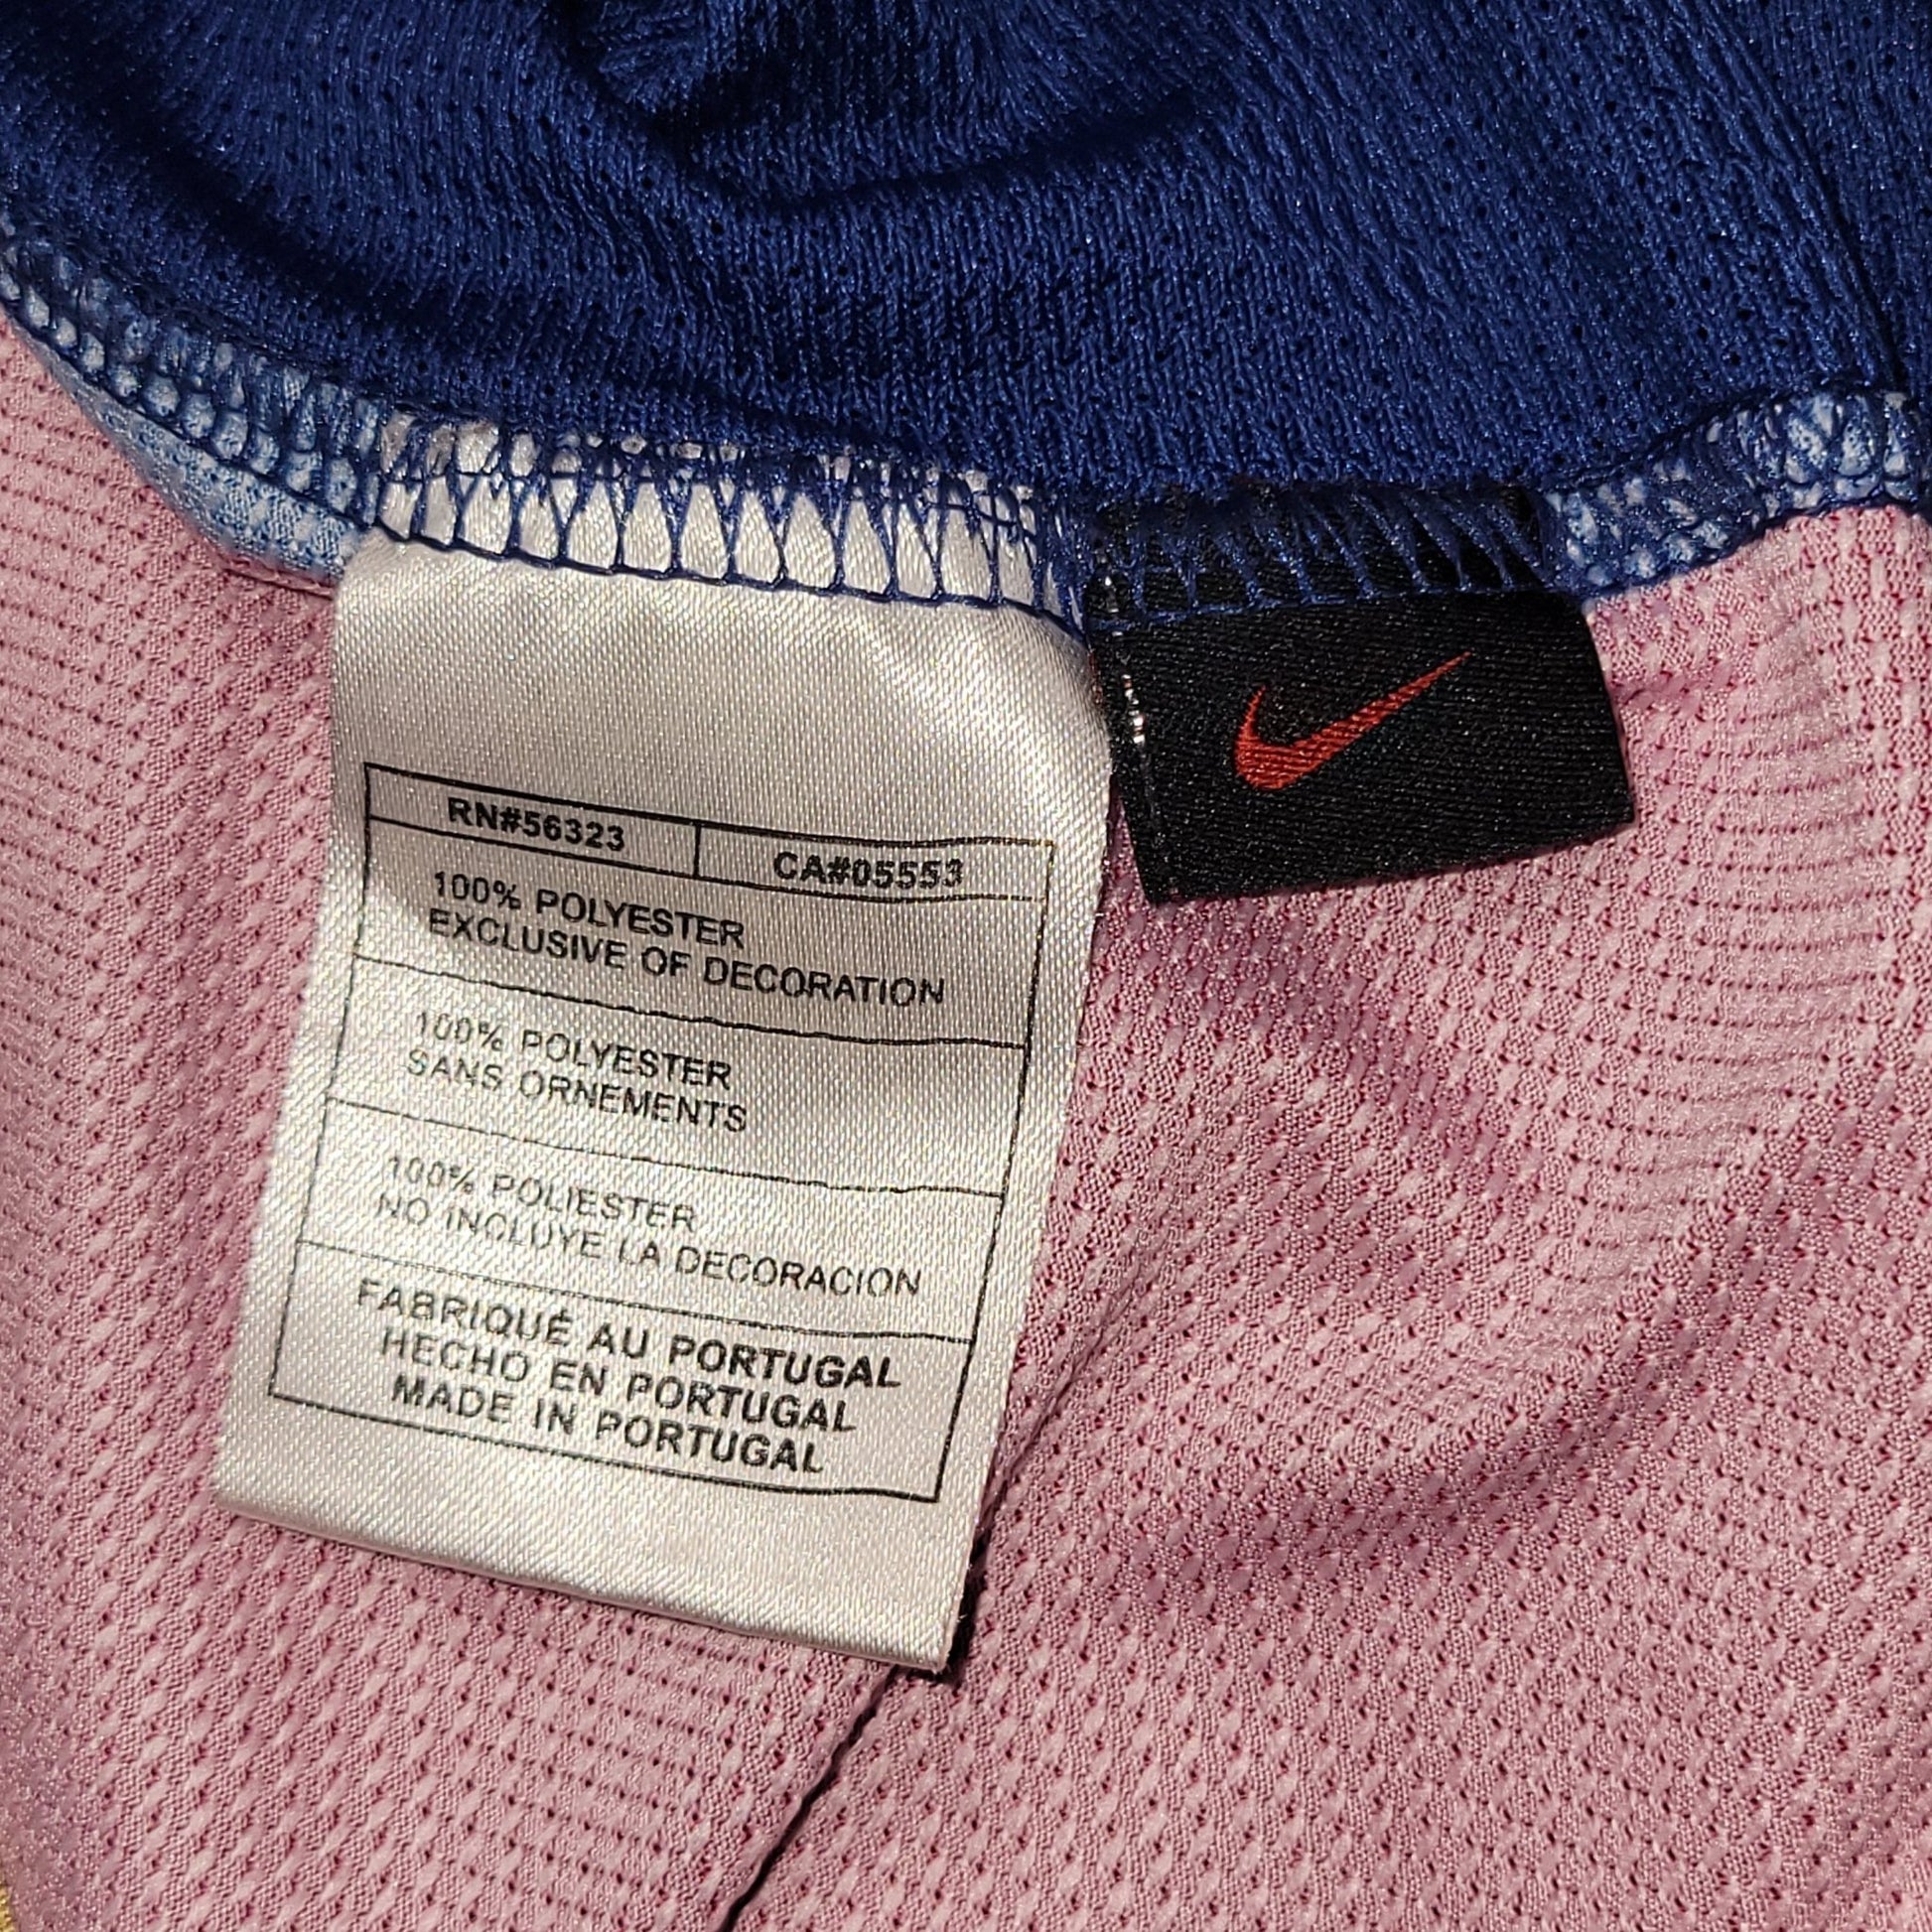 RN#56323 CA#05553
100% POLYESTER
EXCLUSIVE OF DECORATION
100% POLYESTER
SANS ORNEMENTS
100% POLIESTER
NO INCLUYE LA DECORACION
FABRIQUÉ AU PORTUGAL
HECHO EN PORTUGAL
MADE IN PORTUGAL